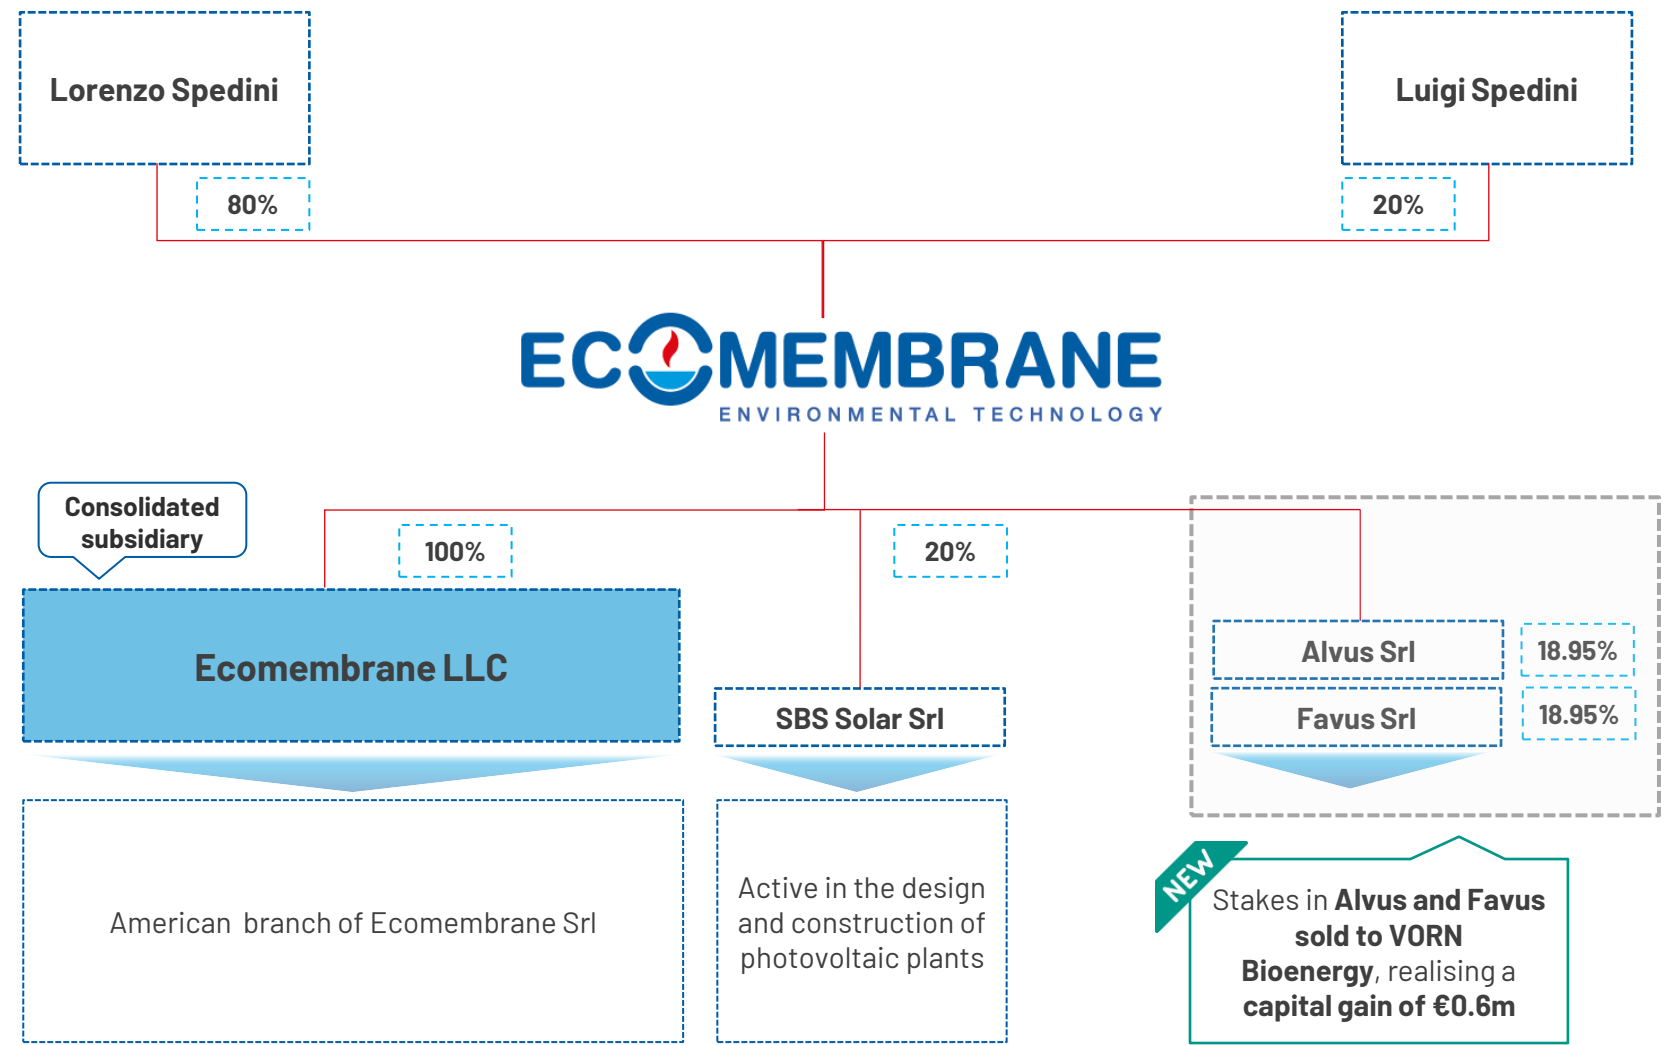 Lorenzo Spedini
Luigi Spedini
80%
20%
ECOMEMBRANE
ENVIRONMENTAL TECHNOLOGY
Consolidated
subsidiary
100%
20%
Ecomembrane LLC
SBS Solar Srl
Alvus Srl
18.95%
Favus Srl
18.95%
American branch of Ecomembrane Srl
Active in the design
and construction of
photovoltaic plants
NEW
Stakes in Alvus and Favus
sold to VORN
Bioenergy, realising a
capital gain of €0.6m